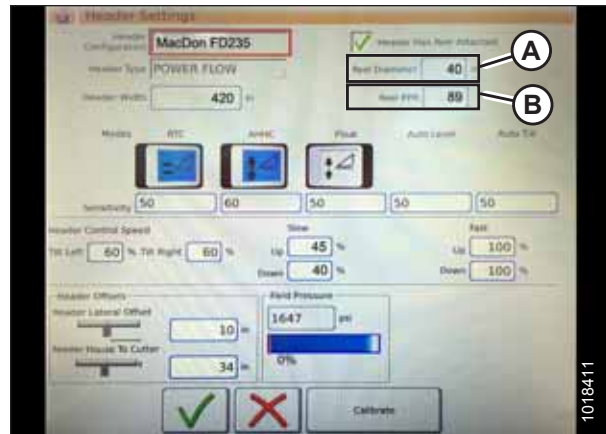 Header Settings
Header Configuration MacDon FD235
Header Has Reel Attached
A
Header Type POWER FLOW
Reel Diameter 40
Header Width 420 in
Reel PPR 89
B
Modes RTC AHHC Float Auto Level Auto Tilt
Sensitivity 50 60 50 50 50
Header Control Speed
Slow Fast
Tilt Left 60 % Tilt Right 60 %
Up 45 % Up 100 %
Down 40 % Down 100 %
Header Offsets
Field Pressure
Header Lateral Offset
10
1647 psi
Feeder House To Cutter
34
0%
Calibrate
1018411